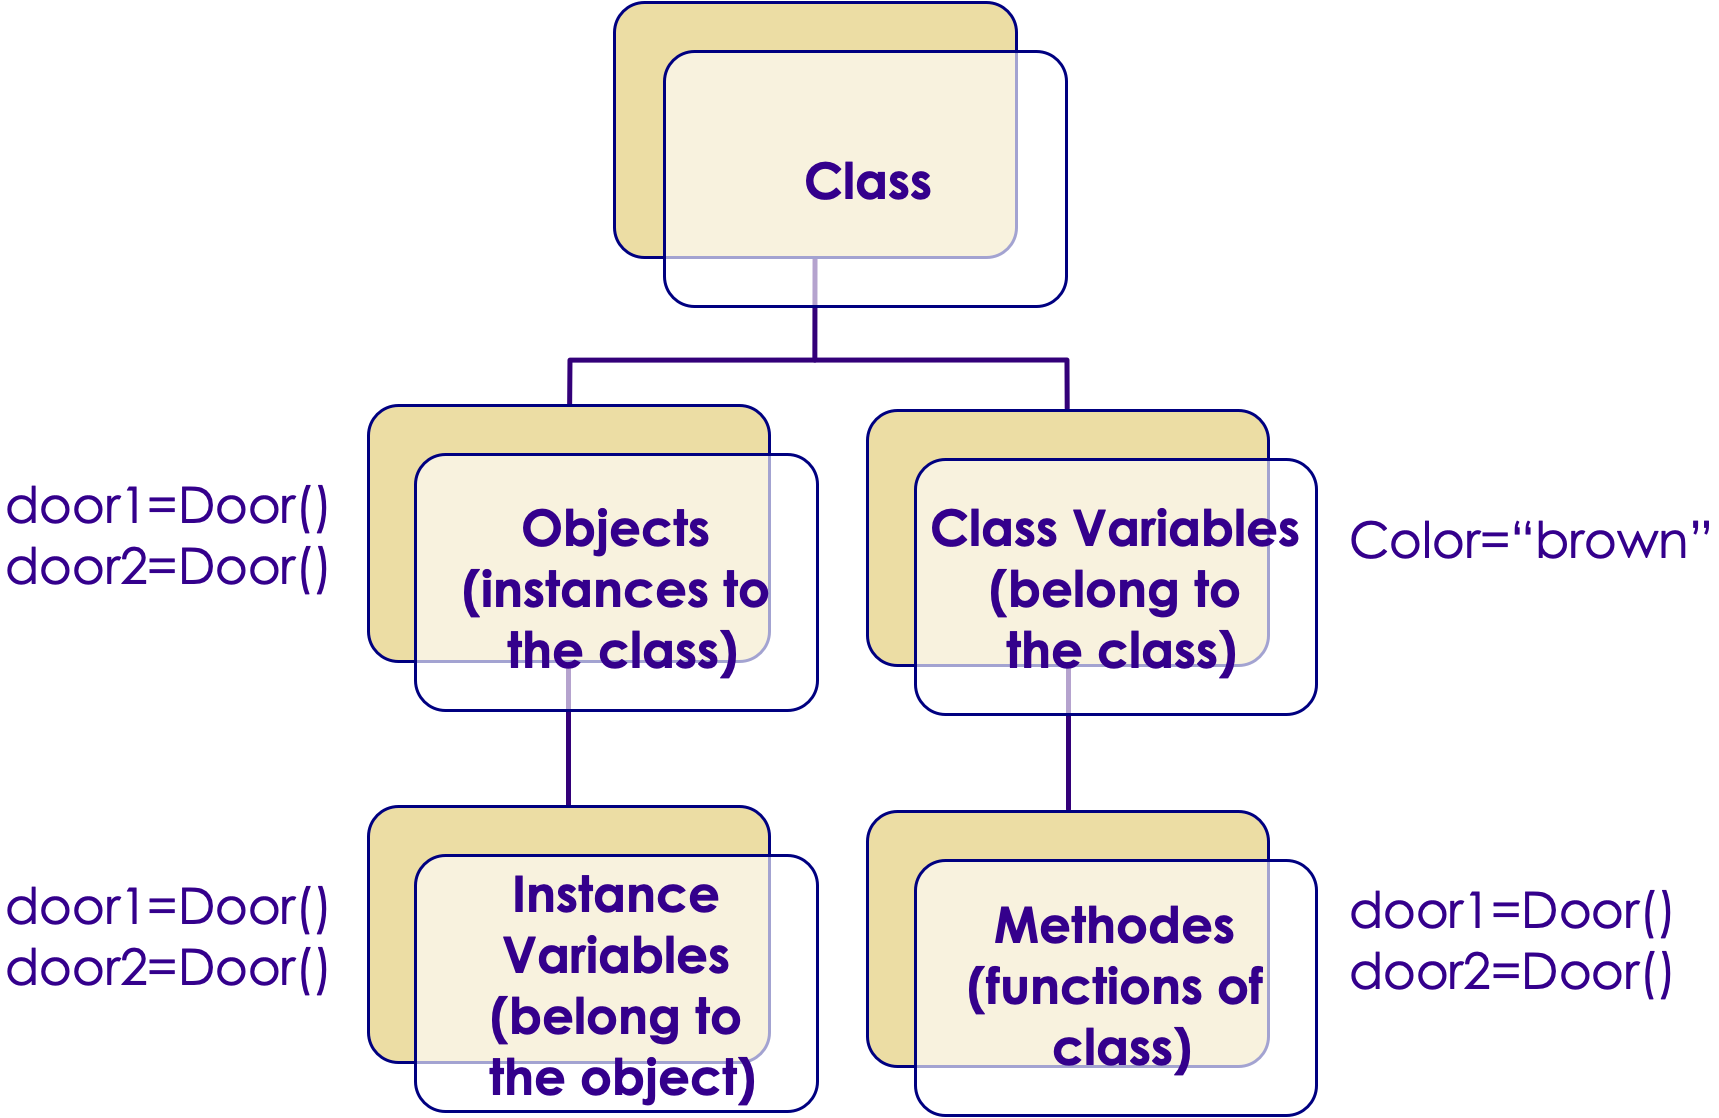 Class
door1=Door()
door2=Door()
Objects
(instances to
the class)
Class Variables
(belong to
the class)
Color=“brown”
door1=Door()
door2=Door()
Instance
Variables
(belong to
the object)
Methodes
(functions of
class)
door1=Door()
door2=Door()